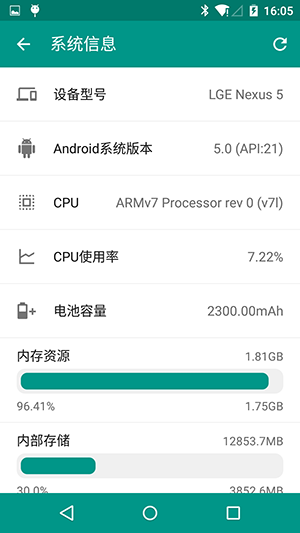 16:05
系统信息
设备型号 LGE Nexus 5
Android系统版本 5.0 (API:21)
CPU ARMv7 Processor rev 0 (v7l)
CPU使用率 7.22%
电池容量 2300.00mAh
内存资源 1.81GB
96.41% 1.75GB
内部存储 12853.7MB
30.0% 3852.6MB